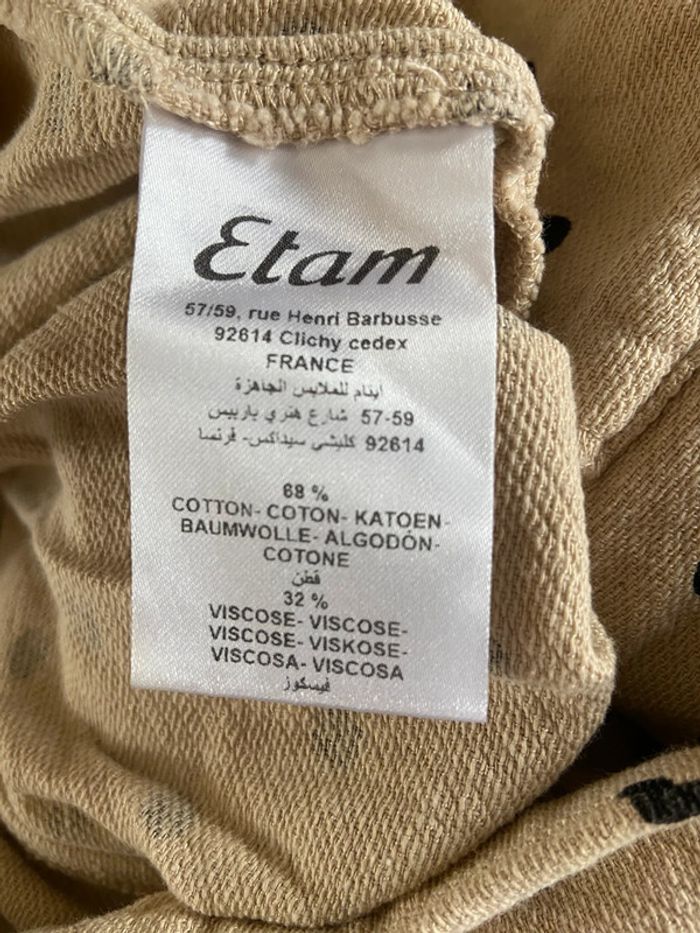 Etam
57/59, rue Henri Barbusse
92614 Clichy cedex
FRANCE
ايتام للملابس الجاهزة
57-59 شارع هنري باربيس
92614 كليشي سيداكس- فرنسا
68 %
COTTON- COTON- KATOEN-
BAUMWOLLE- ALGODÓN-
COTONE
قطن
32 %
VISCOSE- VISCOSE-
VISCOSE- VISKOSE-
VISCOSA- VISCOSA
فيسكوز